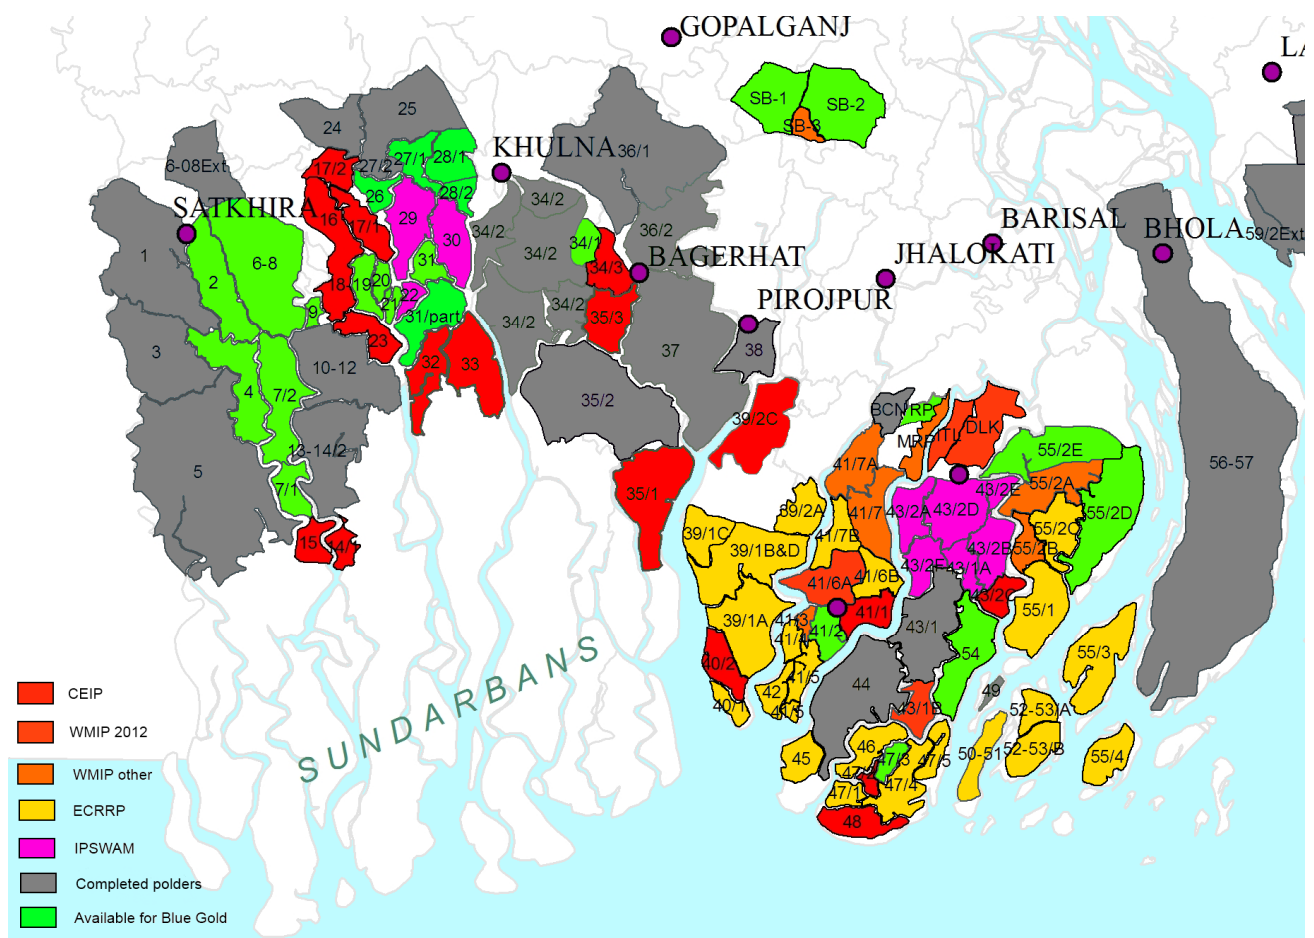 GOPALGANJ
LA
SB-1
SB-2
SB-3
25
24
27/1
28/1
27/2
KHULNA
36/1
6-08Ext
17/2
26
28/2
34/2
SATKHIRA
16
17/1
29
30
34/2
34/2
34/1
36/2
BARISAL
BHOLA
59/2Ext
1
2
6-8
31
34/3
BAGERHAT
JHALOKATI
18
19
20
21
22
34/2
35/3
PIROJPUR
9
31/part
34/2
3
23
32
33
37
38
10-12
4
7/2
35/2
39/2C
BCN
RP
MRP
ITL
DLK
13-14/2
5
7/1
41/7A
55/2E
56-57
35/1
43/2E
55/2A
39/2A
41/7
43/2A
43/2D
55/2D
15
14/1
39/1C
39/1B&D
41/7B
43/2B
55/2B
55/2C
41/6A
41/6B
43/2F
43/1A
43/2C
39/1A
41/3
41/1
55/1
41/4
41/2
43/1
54
55/3
40/2
41/5
42
41/5
40/1
44
43/1B
49
52-53/A
SUNDARBANS
45
46
47/3
47/5
50-51
52-53/B
55/4
47/1
47/4
48
CEIP
WMIP 2012
WMIP other
ECRRP
IPSWAM
Completed polders
Available for Blue Gold